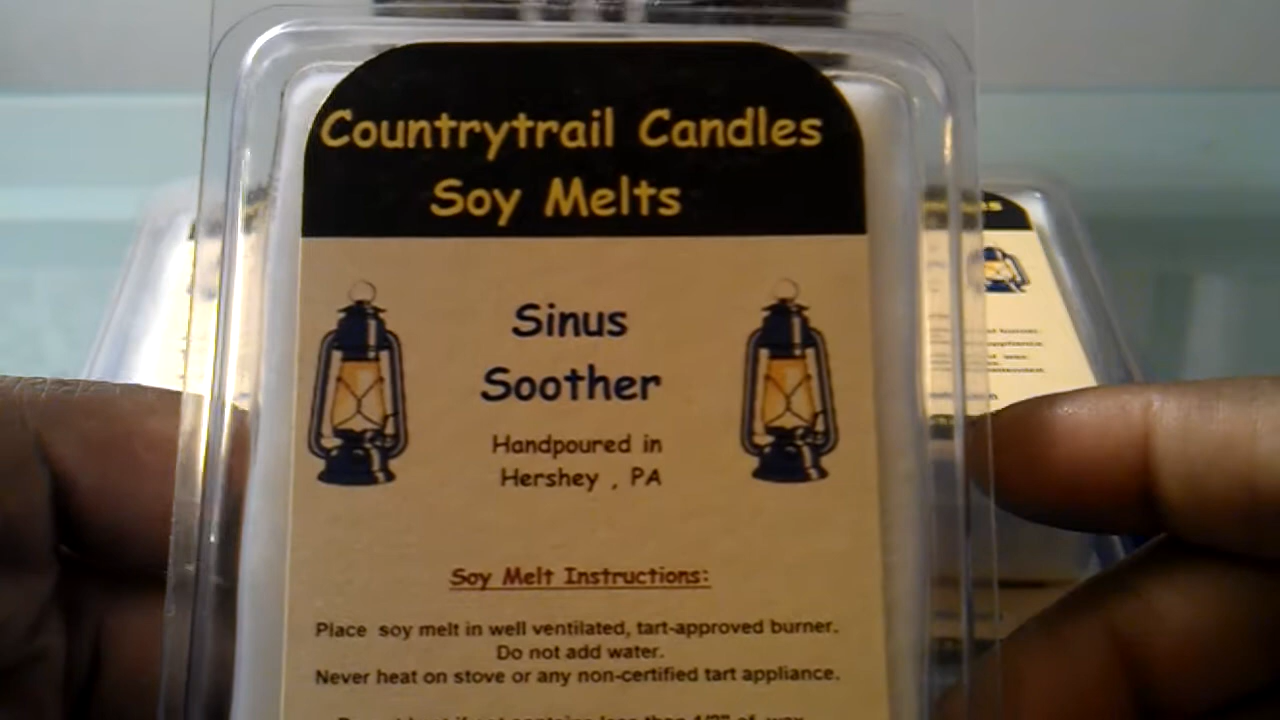 Countrytrail Candles
Soy Melts
Sinus
Soother
Handpoured in
Hershey , PA
Soy Melt Instructions:
Place soy melt in well ventilated, tart-approved burner.
Do not add water.
Never heat on stove or any non-certified tart appliance.